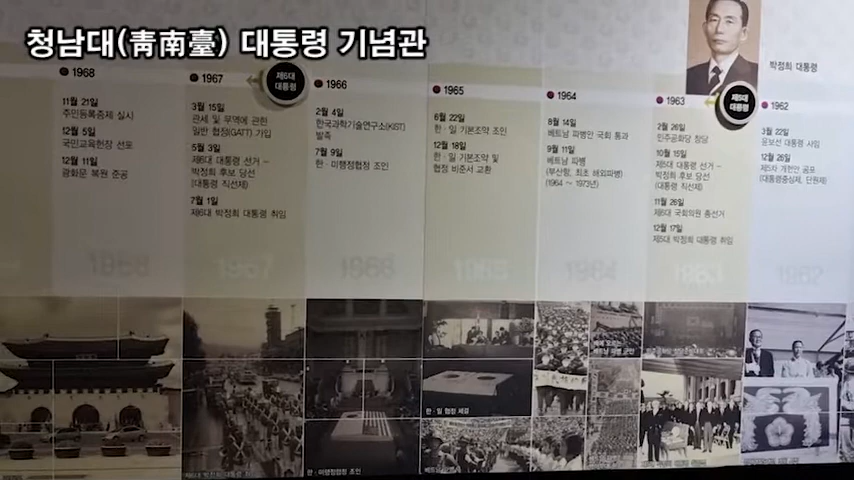 청남대(靑南臺) 대통령 기념관
박정희 대통령
1968
11월 21일
주민등록증제 실시
12월 5일
국민교육헌장 선포
12월 11일
광화문 복원 준공
1967
제6대
대통령
3월 15일
관세 및 무역에 관한
일반 협정(GATT) 가입
5월 3일
제6대 대통령 선거 –
박정희 후보 당선
(대통령 직선제)
7월 1일
제6대 박정희 대통령 취임
1966
2월 4일
한국과학기술연구소(KIST)
발족
7월 9일
한 · 미행정협정 조인
1965
6월 22일
한 · 일 기본조약 조인
12월 18일
한 · 일 기본조약 및
협정 비준서 교환
1964
8월 14일
베트남 파병안 국회 통과
9월 11일
베트남 파병
(부산항, 최초 해외파병)
(1964 ~ 1973년)
1963
제5대
대통령
2월 26일
민주공화당 창당
10월 15일
제5대 대통령 선거 –
박정희 후보 당선
(대통령 직선제)
11월 26일
제6대 국회의원 총선거
12월 17일
제5대 박정희 대통령 취임
1962
3월 22일
윤보선 대통령 사임
12월 26일
제5차 개헌안 공포
(대통령중심제, 단원제)
제6대 박정희 대통령 취임
한 · 미행정협정 조인
한 · 일 협정 체결